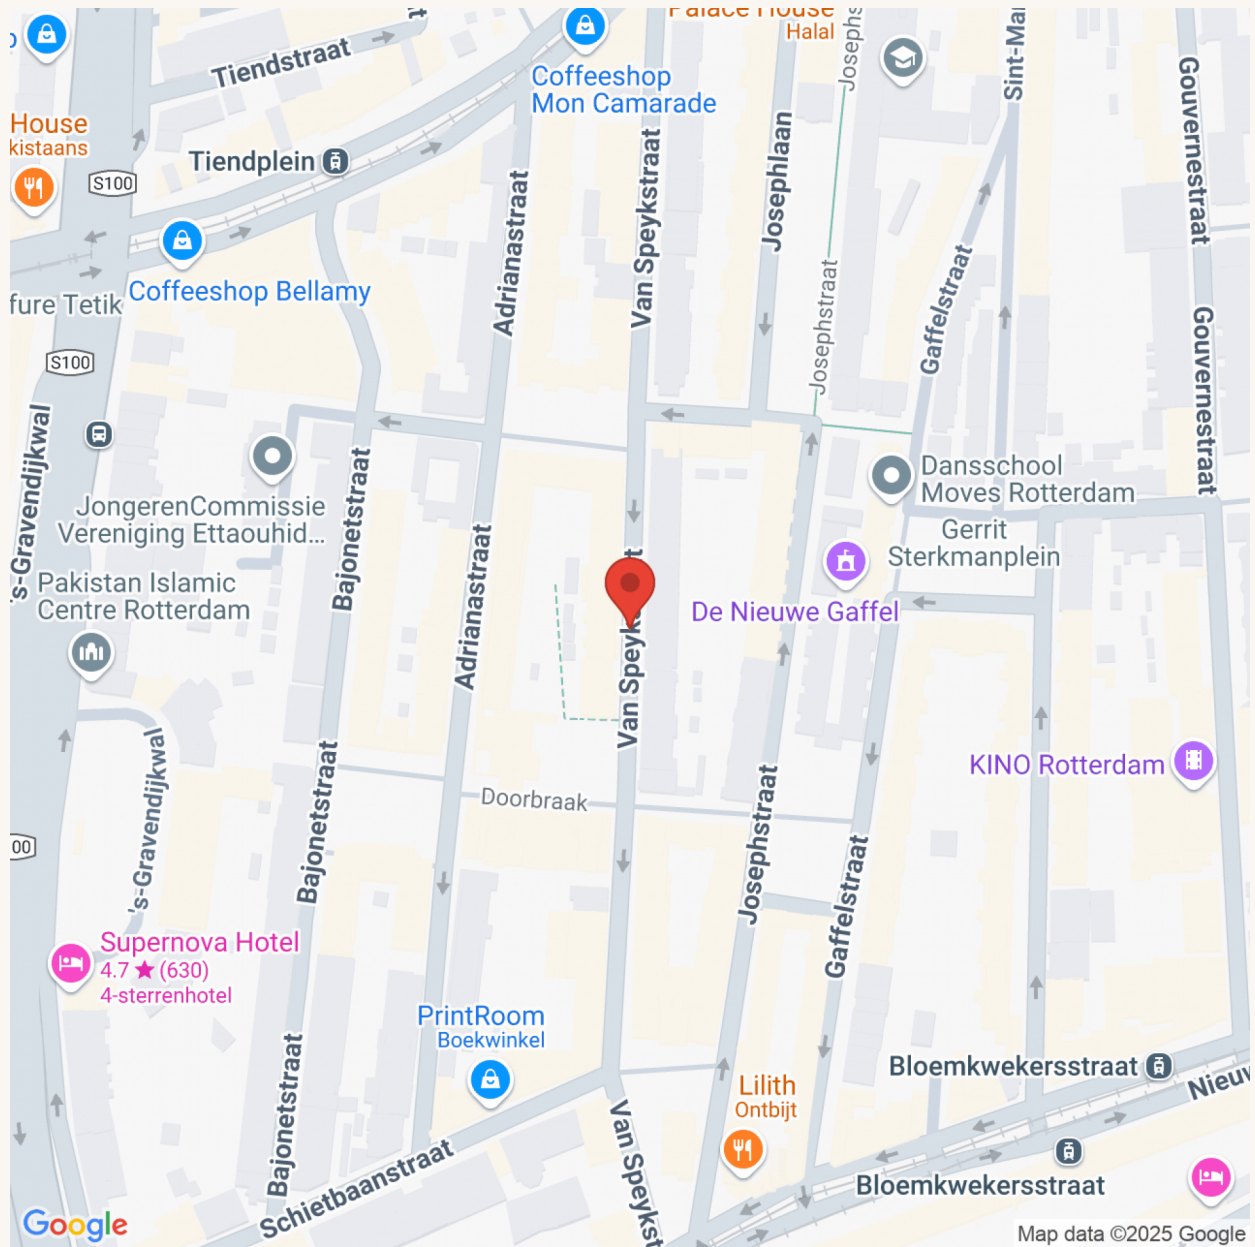 Palace House
Halal
Josephs
Sint-Mar
Tiendstraat
Coffeeshop
Mon Camarade
Gouvernestraat
House
kistaans
S100
Tiendplein
Van Speykstraat
Josephlaan
Adrianastraat
Coffeeshop Bellamy
fure Tetik
Josephstraat
Gaffelstraat
Gouvernestraat
S100
's-Gravendijkwal
JongerenCommissie
Vereniging Ettaouhid...
Bajonetstraat
Dansschool
Moves Rotterdam
Gerrit
Sterkmanplein
Pakistan Islamic
Centre Rotterdam
Adrianastraat
De Nieuwe Gaffel
Van Speyk
t
's-Gravendijkwal
Bajonetstraat
Doorbraak
Josephstraat
KINO Rotterdam
00
Gaffelstraat
Supernova Hotel
4.7 ★ (630)
4-sterrenhotel
PrintRoom
Boekwinkel
Bajonetstraat
Lilith
Ontbijt
Bloemkwekersstraat
Nieuw
Van Speykst
Schietbaanstraat
Bloemkwekersstraat
Google
Map data ©2025 Google